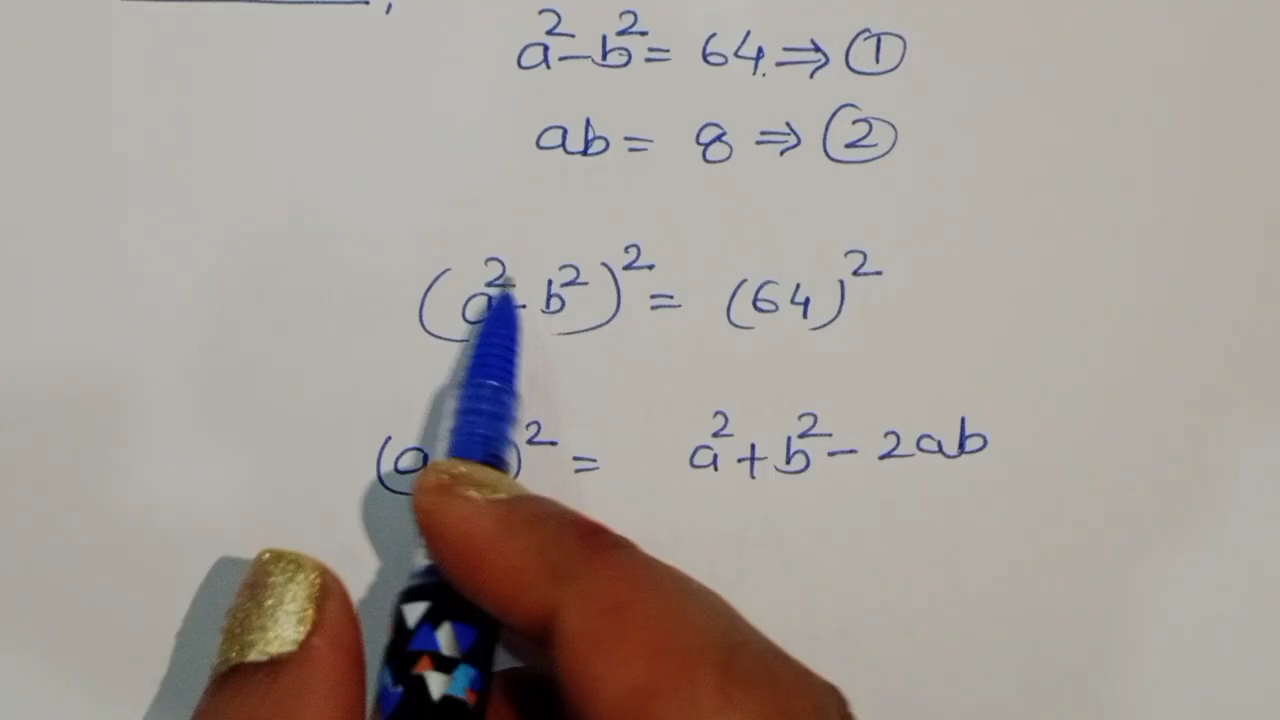 a²-b² = 64 ⇒ ①
ab = 8 ⇒ ②
(a²-b²)² = (64)²
(a )² = a²+b²-2ab